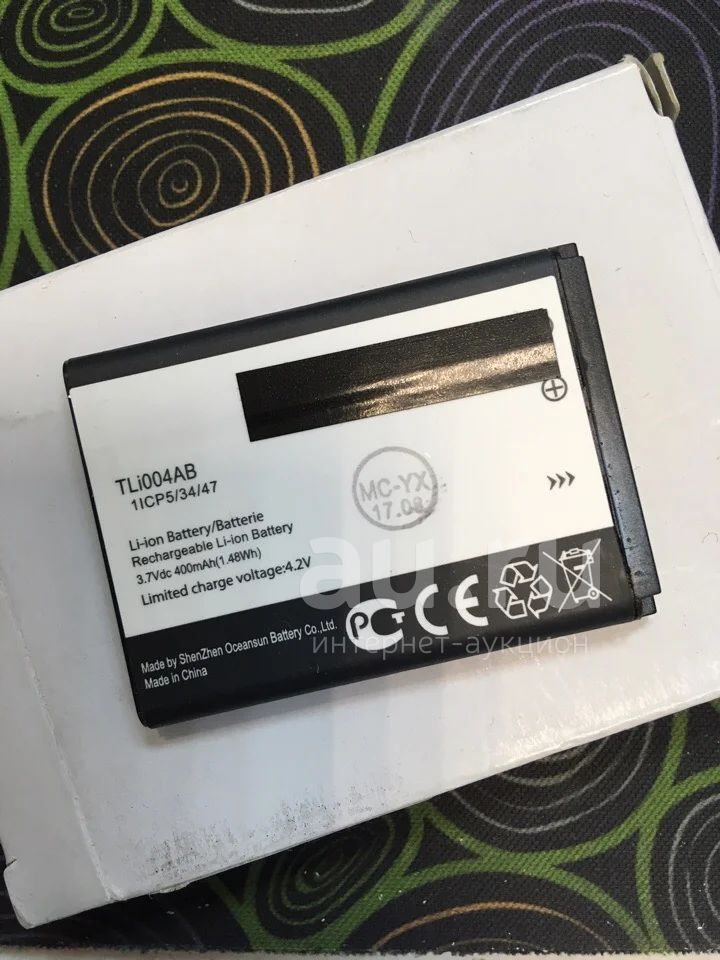 TLi004AB
1ICP5/34/47
MC-YX
17.08
Li-ion Battery/Batterie
Rechargeable Li-ion Battery
3.7Vdc 400mAh(1.48Wh)
Limited charge voltage:4.2V
Made by ShenZhen Oceansun Battery Co.,Ltd.
Made in China
РСТ CE
au.ru
интернет-аукцион